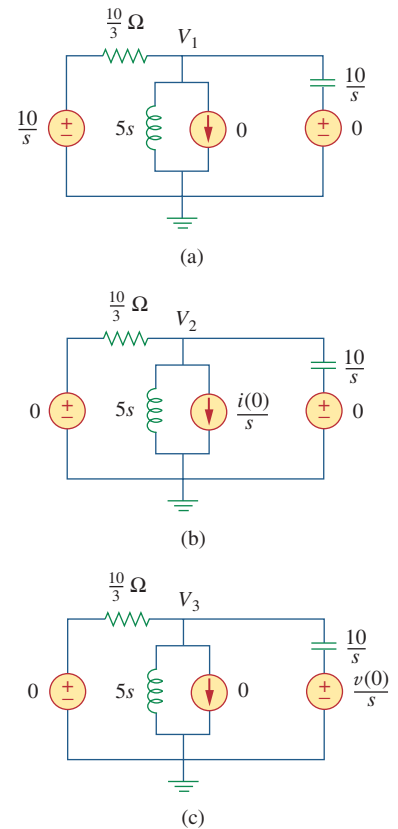 10/3 Ω
V₁
10/s
+
−
5s
0
10/s
+
−
0
(a)
10/3 Ω
V₂
0
+
−
5s
i(0)/s
10/s
+
−
0
(b)
10/3 Ω
V₃
0
+
−
5s
0
10/s
+
−
v(0)/s
(c)